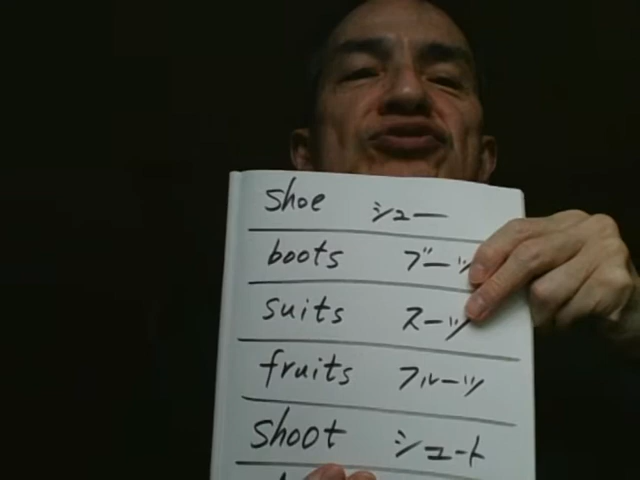 shoe シュー
boots ブーツ
suits スーツ
fruits フルーツ
shoot シュート